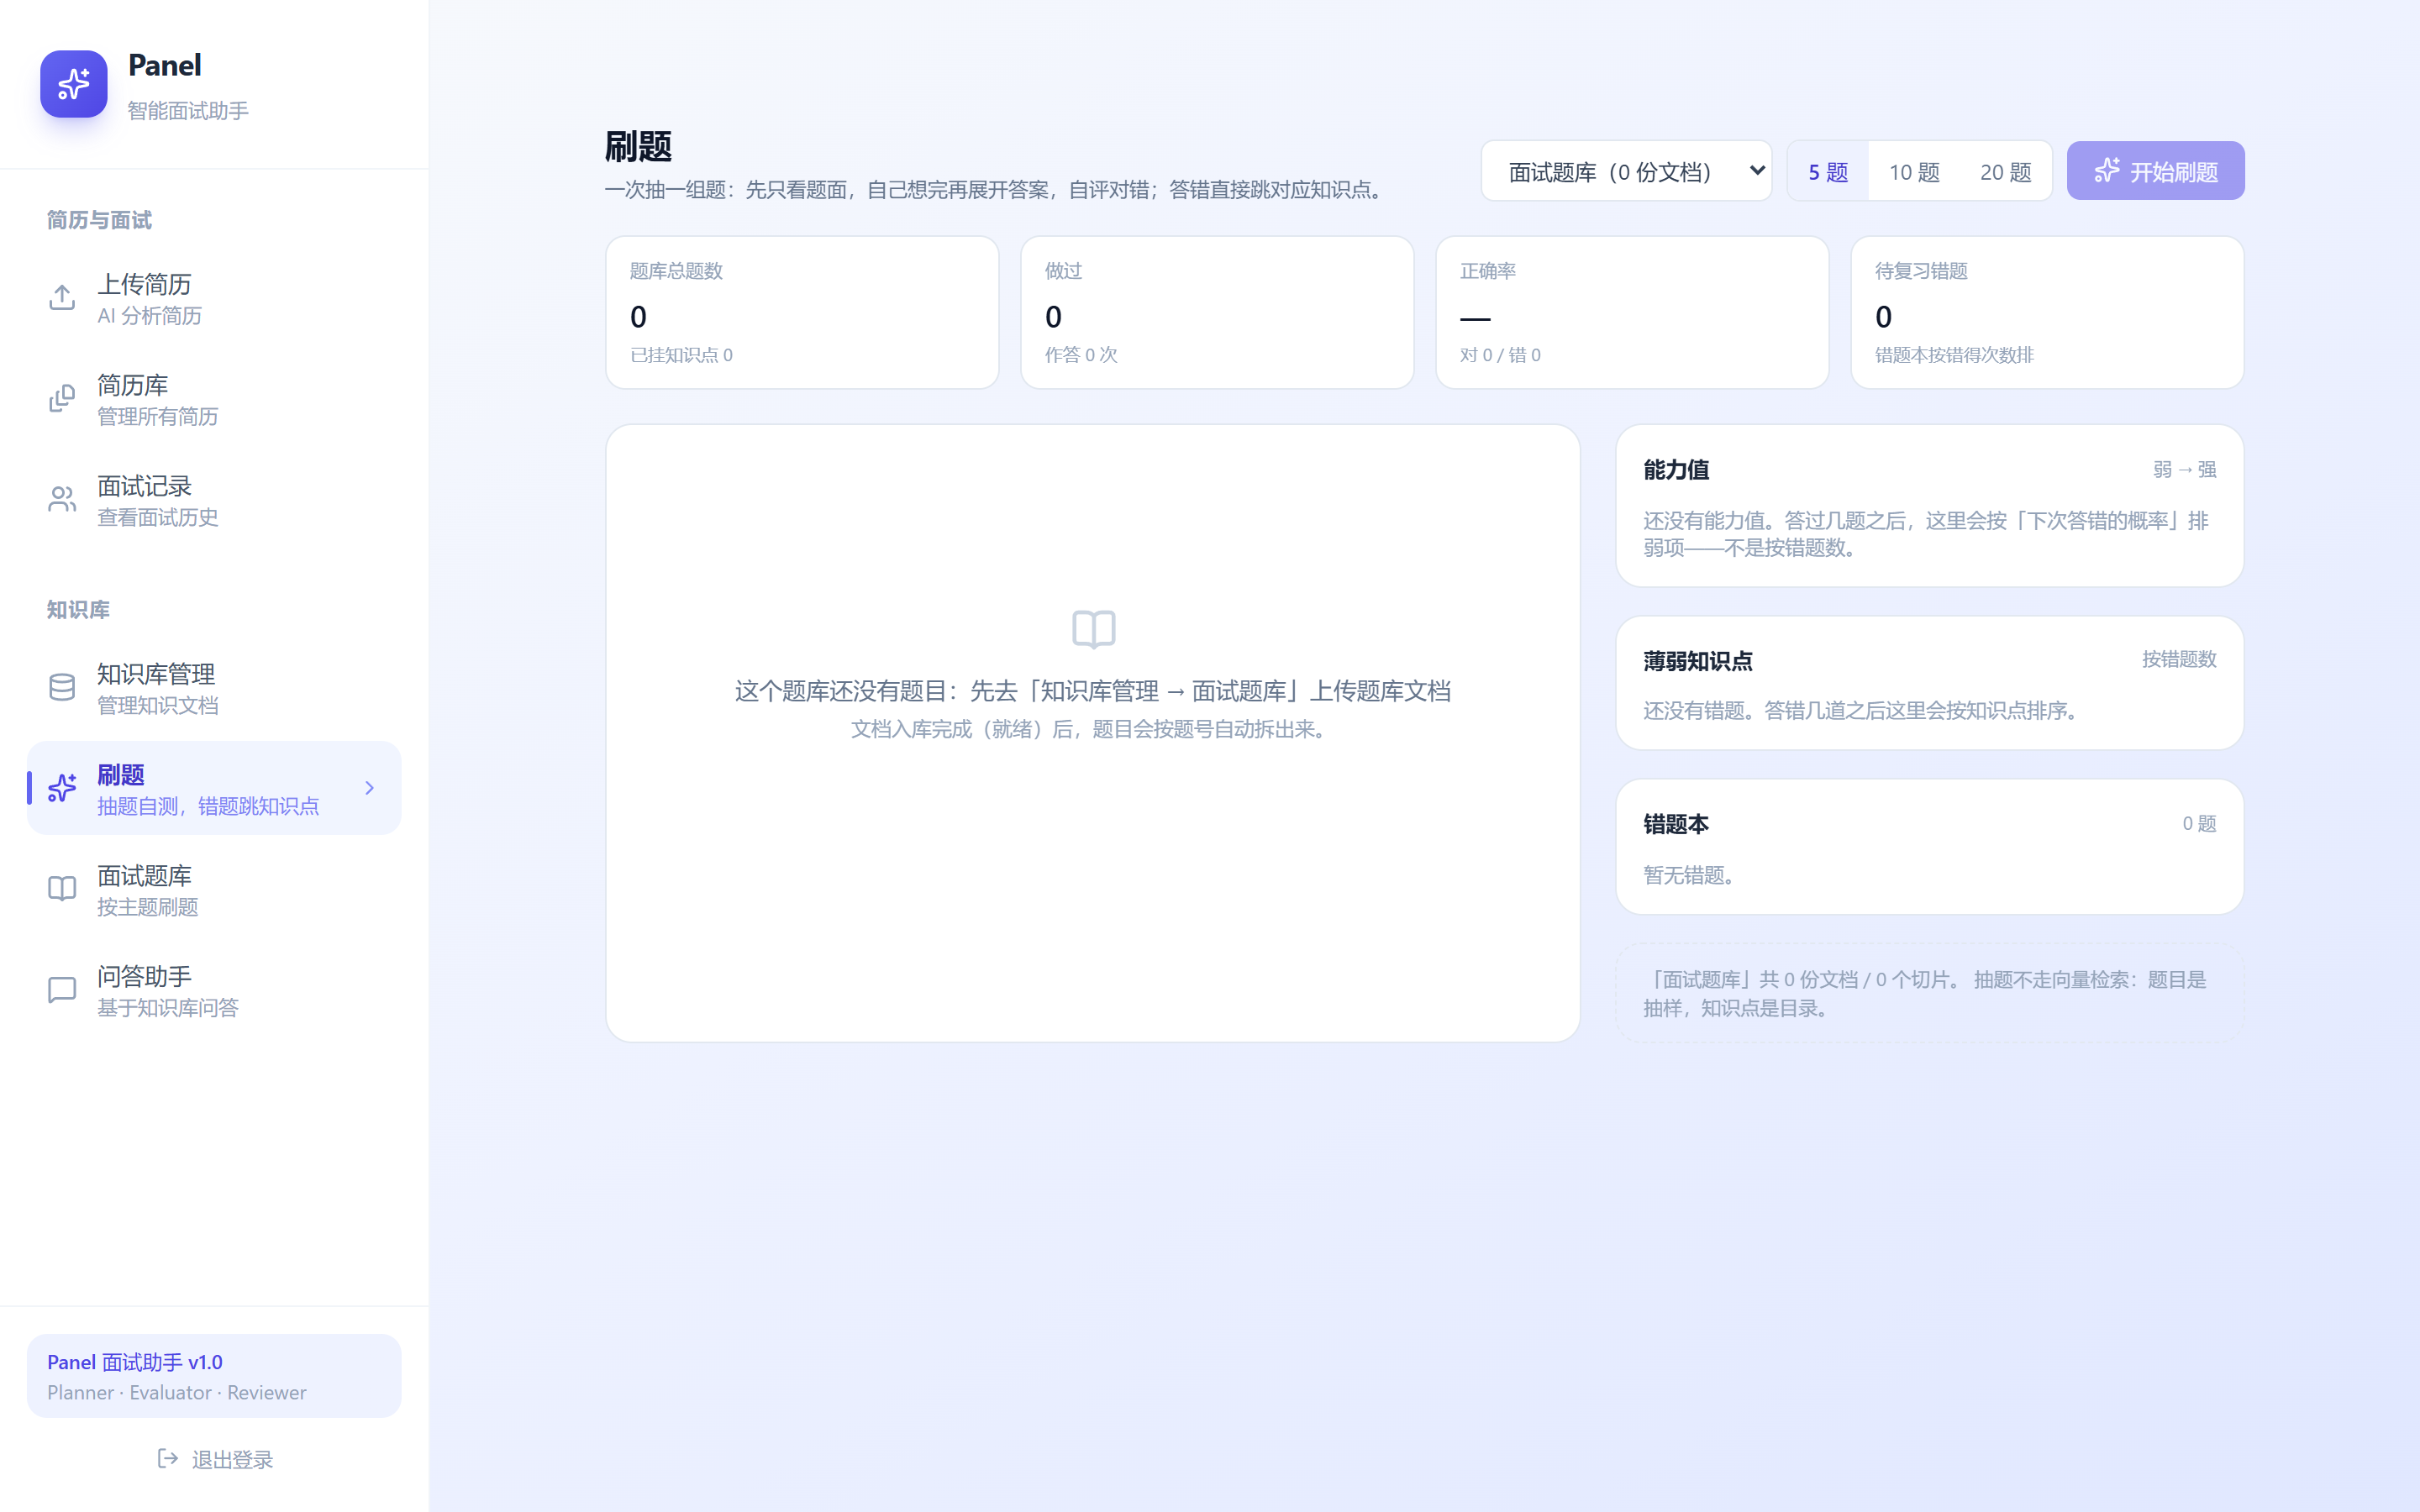 Panel
智能面试助手
简历与面试
上传简历
AI 分析简历
简历库
管理所有简历
面试记录
查看面试历史
知识库
知识库管理
管理知识文档
刷题
抽题自测，错题跳知识点
面试题库
按主题刷题
问答助手
基于知识库问答
Panel 面试助手 v1.0
Planner · Evaluator · Reviewer
退出登录
刷题
一次抽一组题：先只看题面，自己想完再展开答案，自评对错；答错直接跳对应知识点。
面试题库（0 份文档）
5 题
10 题
20 题
开始刷题
题库总题数
0
已挂知识点 0
做过
0
作答 0 次
正确率
—
对 0 / 错 0
待复习错题
0
错题本按错得次数排
这个题库还没有题目：先去「知识库管理 → 面试题库」上传题库文档
文档入库完成（就绪）后，题目会按题号自动拆出来。
能力值
弱 → 强
还没有能力值。答过几题之后，这里会按「下次答错的概率」排
弱项——不是按错题数。
薄弱知识点
按错题数
还没有错题。答错几道之后这里会按知识点排序。
错题本
0 题
暂无错题。
「面试题库」共 0 份文档 / 0 个切片。 抽题不走向量检索：题目是
抽样，知识点是目录。